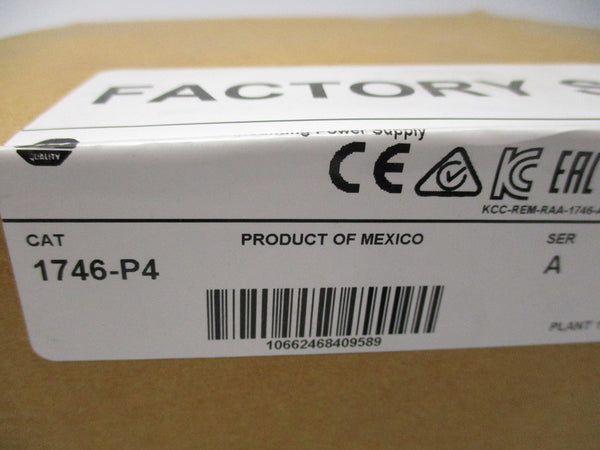 FACTORY S
Power Supply
QUALITY
CE KC EAC
KCC-REM-RAA-1746-
CAT PRODUCT OF MEXICO SER
1746-P4 A
10662468409589
PLANT